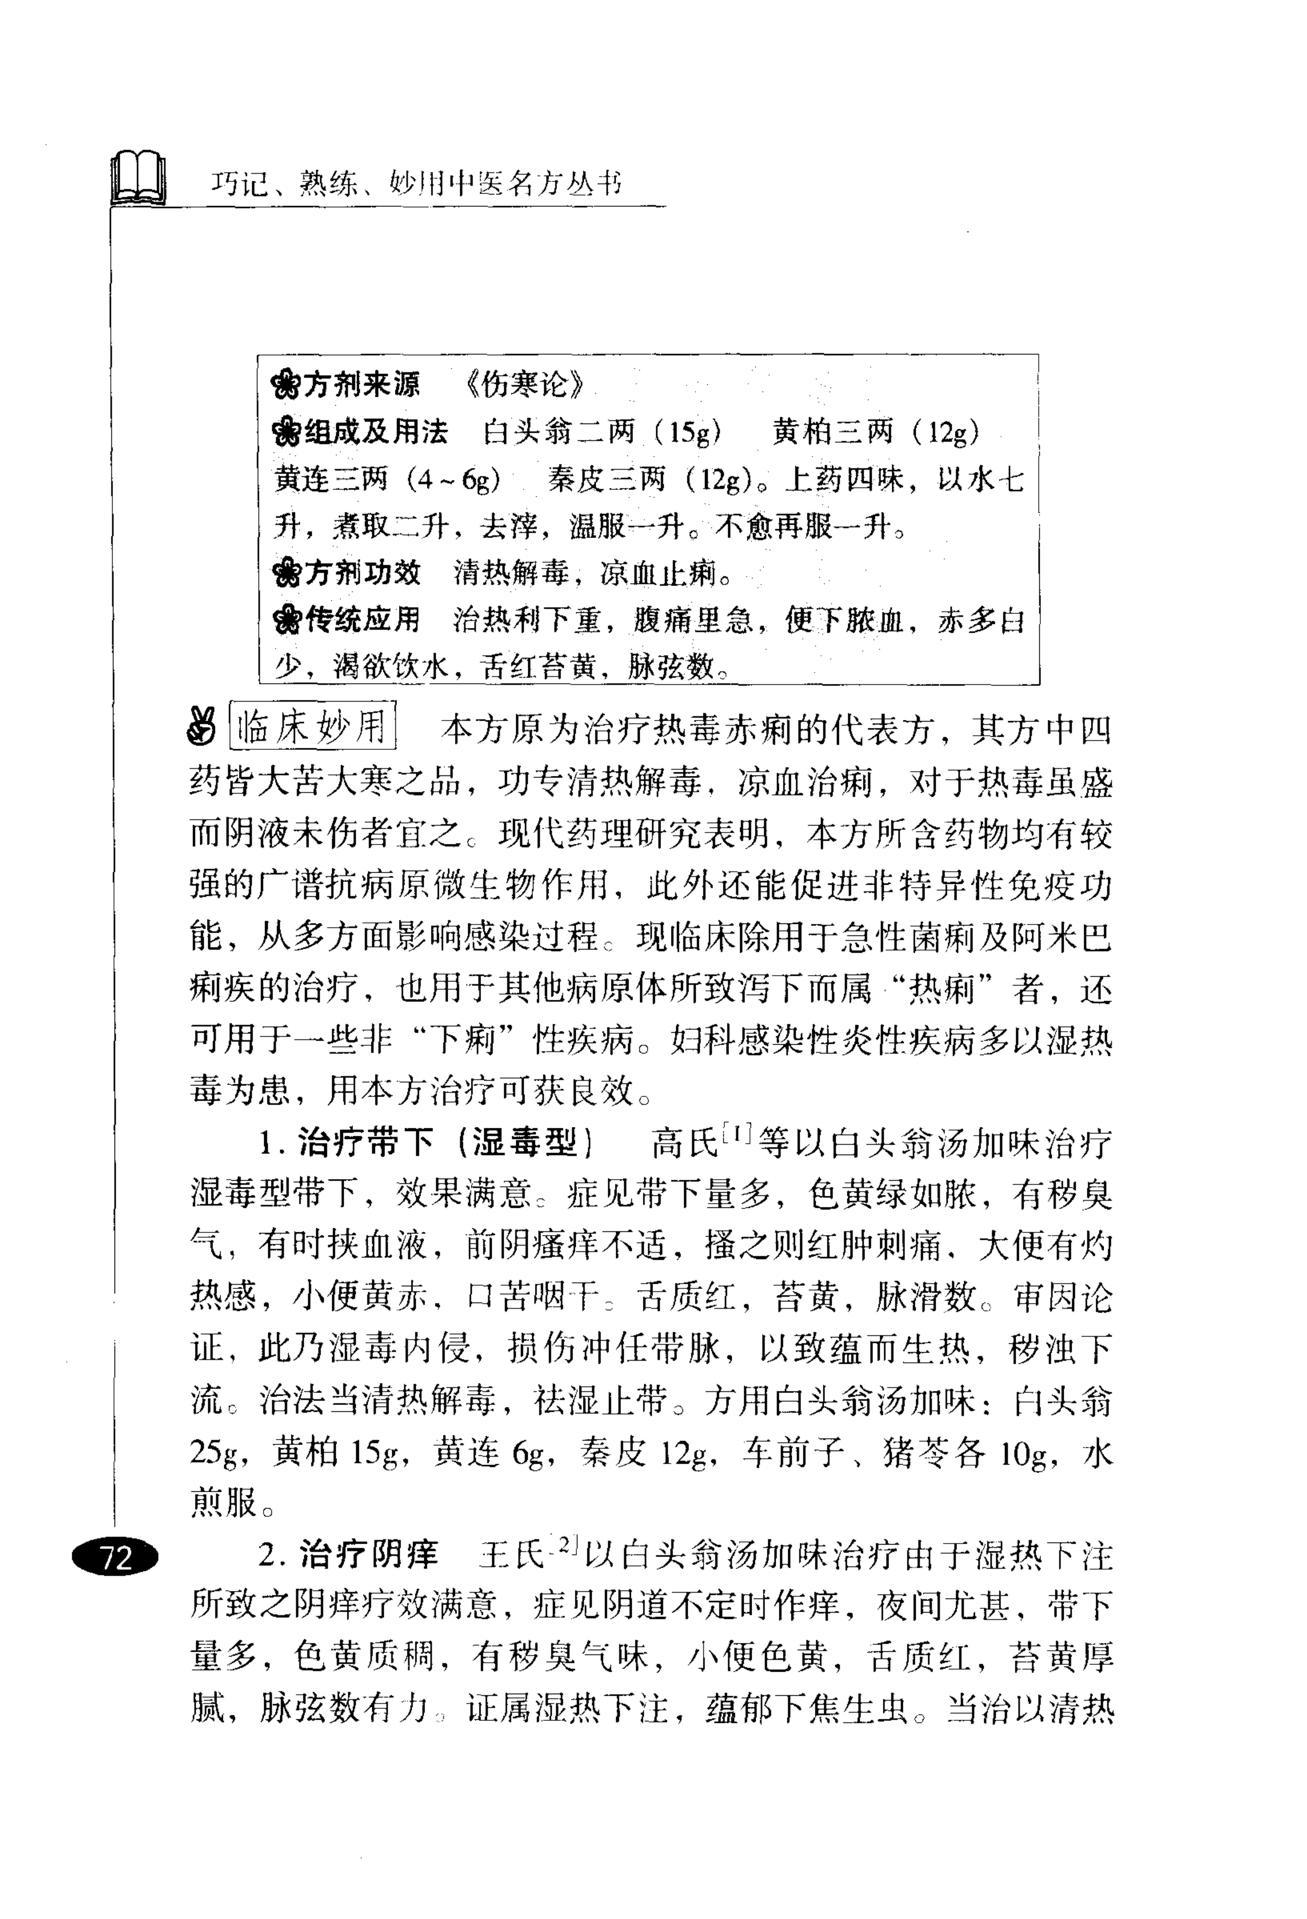 巧记、熟练、妙用中医名方丛书
方剂来源 《伤寒论》
组成及用法 白头翁二两（15g） 黄柏三两（12g）
黄连三两（4~6g） 秦皮三两（12g）。上药四味，以水七
升，煮取二升，去滓，温服一升。不愈再服一升。
方剂功效 清热解毒，凉血止痢。
传统应用 治热利下重，腹痛里急，便下脓血，赤多白
少，渴欲饮水，舌红苔黄，脉弦数。
临床妙用 本方原为治疗热毒赤痢的代表方，其方中四
药皆大苦大寒之品，功专清热解毒，凉血治痢，对于热毒虽盛
而阴液未伤者宜之。现代药理研究表明，本方所含药物均有较
强的广谱抗病原微生物作用，此外还能促进非特异性免疫功
能，从多方面影响感染过程。现临床除用于急性菌痢及阿米巴
痢疾的治疗，也用于其他病原体所致泻下而属“热痢”者，还
可用于一些非“下痢”性疾病。妇科感染性炎性疾病多以湿热
毒为患，用本方治疗可获良效。
1. 治疗带下（湿毒型） 高氏[1]等以白头翁汤加味治疗
湿毒型带下，效果满意。症见带下量多，色黄绿如脓，有秽臭
气，有时挟血液，前阴瘙痒不适，搔之则红肿刺痛，大便有灼
热感，小便黄赤，口苦咽干。舌质红，苔黄，脉滑数。审因论
证，此乃湿毒内侵，损伤冲任带脉，以致蕴而生热，秽浊下
流。治法当清热解毒，祛湿止带。方用白头翁汤加味：白头翁
25g，黄柏15g，黄连6g，秦皮12g，车前子、猪苓各10g，水
煎服。
2. 治疗阴痒 王氏[2]以白头翁汤加味治疗由于湿热下注
所致之阴痒疗效满意，症见阴道不定时作痒，夜间尤甚，带下
量多，色黄质稠，有秽臭气味，小便色黄，舌质红，苔黄厚
腻，脉弦数有力。证属湿热下注，蕴郁下焦生虫。当治以清热
72